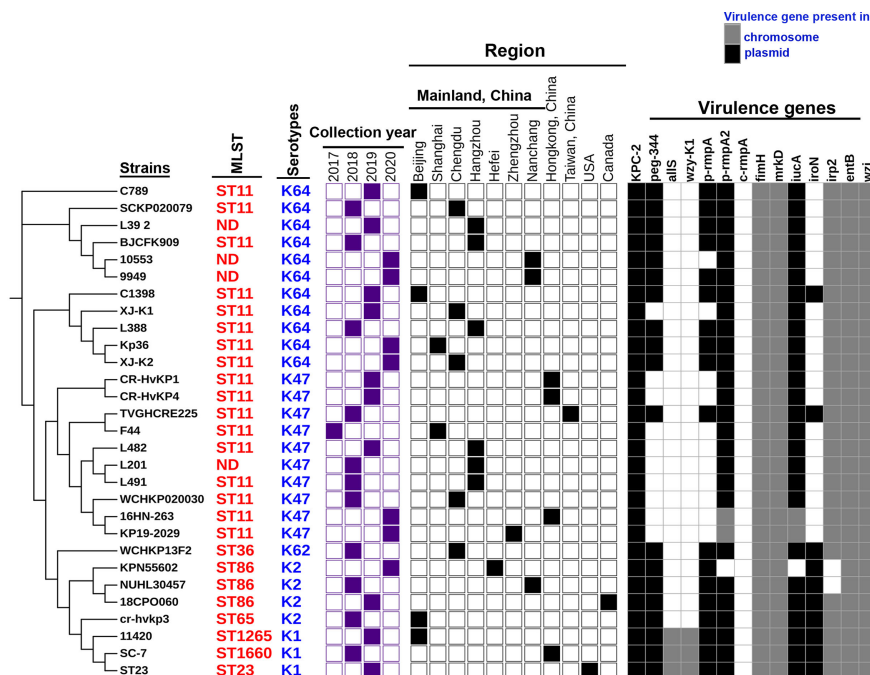 Virulence gene present in
chromosome
plasmid
Region
Mainland, China
Virulence genes
Collection year
Strains
MLST
Serotypes
2017
2018
2019
2020
Beijing
Shanghai
Chengdu
Hangzhou
Hefei
Zhengzhou
Nanchang
Hongkong, China
Taiwan, China
USA
Canada
KPC-2
peg-344
allS
wzy-K1
p-rmpA
p-rmpA2
c-rmpA
fimH
mrkD
iucA
iroN
irp2
entB
wzi
C789 ST11 K64
SCKP020079 ST11 K64
L39 2 ND K64
BJCFK909 ST11 K64
10553 ND K64
9949 ND K64
C1398 ST11 K64
XJ-K1 ST11 K64
L388 ST11 K64
Kp36 ST11 K64
XJ-K2 ST11 K64
CR-HvKP1 ST11 K47
CR-HvKP4 ST11 K47
TVGHCRE225 ST11 K47
F44 ST11 K47
L482 ST11 K47
L201 ND K47
L491 ST11 K47
WCHKP020030 ST11 K47
16HN-263 ST11 K47
KP19-2029 ST11 K47
WCHKP13F2 ST36 K62
KPN55602 ST86 K2
NUHL30457 ST86 K2
18CPO060 ST86 K2
cr-hvkp3 ST65 K2
11420 ST1265 K1
SC-7 ST1660 K1
ST23 ST23 K1